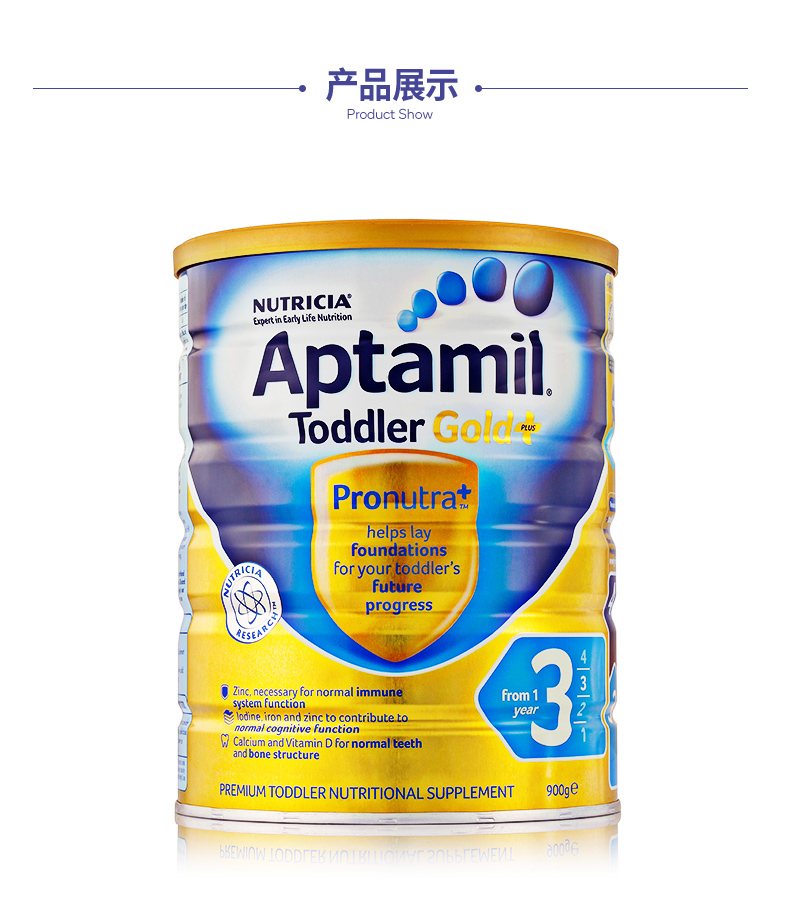 产品展示
Product Show
NUTRICIA®
Expert in Early Life Nutrition
Aptamil®
Toddler Gold+ PLUS
Pronutra+™
helps lay
foundations
for your toddler's
future
progress
NUTRICIA
RESEARCH™
Zinc, necessary for normal immune
system function
Iodine, iron and zinc to contribute to
normal cognitive function
Calcium and Vitamin D for normal teeth
and bone structure
From 1
year
3
4
3
2
1
PREMIUM TODDLER NUTRITIONAL SUPPLEMENT 900g℮